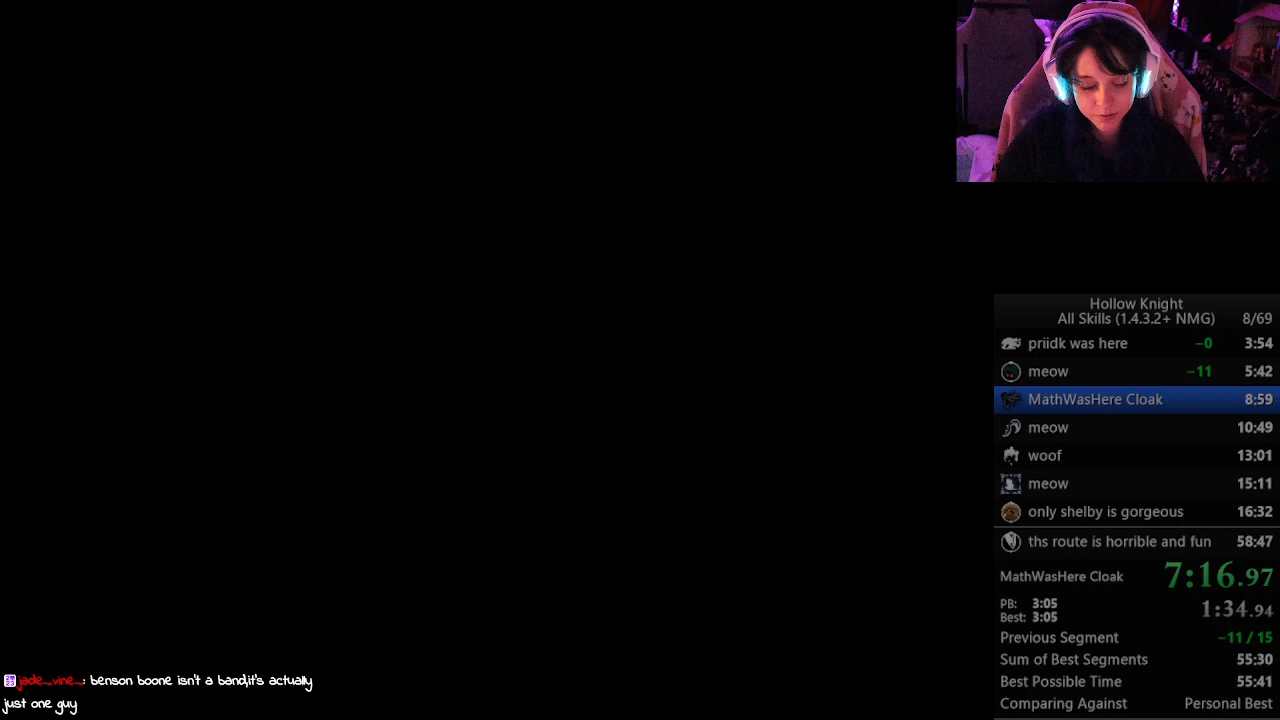 Hollow Knight
All Skills (1.4.3.2+ NMG) 8/69
priidk was here −0 3:54
meow −11 5:42
MathWasHere Cloak 8:59
meow 10:49
woof 13:01
meow 15:11
only shelby is gorgeous 16:32
ths route is horrible and fun 58:47
MathWasHere Cloak 7:16.97
PB: 3:05 1:34.94
Best: 3:05
Previous Segment −11 / 15
Sum of Best Segments 55:30
Best Possible Time 55:41
Comparing Against Personal Best
jade_vine_: benson boone isn't a band,it's actually
just one guy